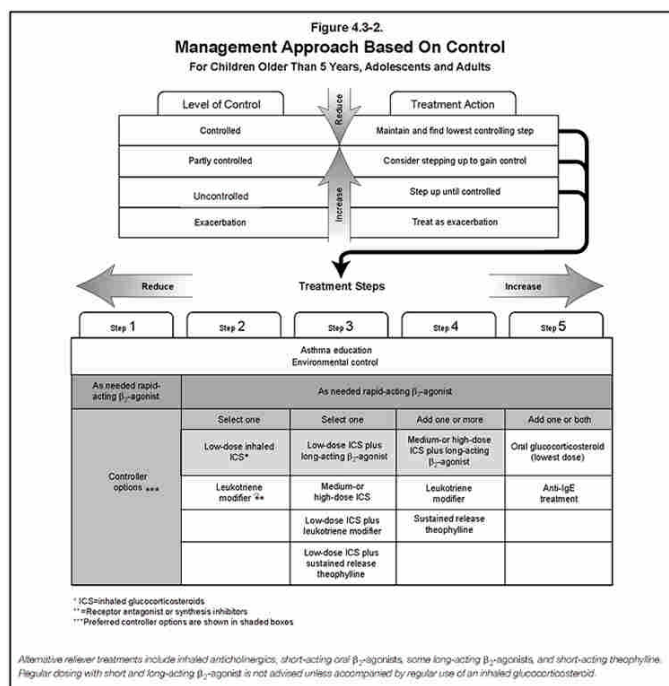 Figure 4.3-2.
Management Approach Based On Control
For Children Older Than 5 Years, Adolescents and Adults
Level of Control
Reduce
Treatment Action
Controlled
Maintain and find lowest controlling step
Partly controlled
Consider stepping up to gain control
Uncontrolled
Increase
Step up until controlled
Exacerbation
Treat as exacerbation
Reduce
Treatment Steps
Increase
Step 1
Step 2
Step 3
Step 4
Step 5
Asthma education
Environmental control
As needed rapid-
acting β₂-agonist
As needed rapid-acting β₂-agonist
Controller
options ***
Select one
Select one
Add one or more
Add one or both
Low-dose inhaled
ICS*
Low-dose ICS plus
long-acting β₂-agonist
Medium-or high-dose
ICS plus long-acting
β₂-agonist
Oral glucocorticosteroid
(lowest dose)
Leukotriene
modifier **
Medium-or
high-dose ICS
Leukotriene
modifier
Anti-IgE
treatment
Low-dose ICS plus
leukotriene modifier
Sustained release
theophylline
Low-dose ICS plus
sustained release
theophylline
* ICS=inhaled glucocorticosteroids
**=Receptor antagonist or synthesis inhibitors
***Preferred controller options are shown in shaded boxes
Alternative reliever treatments include inhaled anticholinergics, short-acting oral β₂-agonists, some long-acting β₂-agonists, and short-acting theophylline.
Regular dosing with short and long-acting β₂-agonist is not advised unless accompanied by regular use of an inhaled glucocorticosteroid.